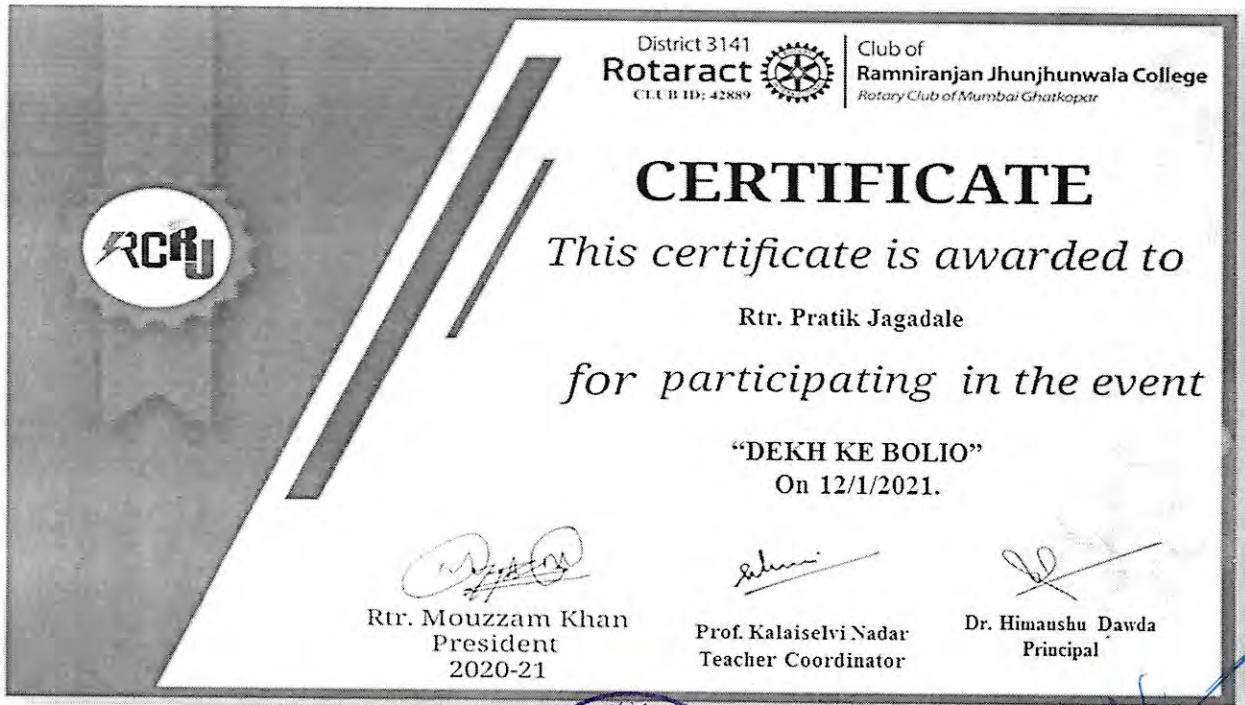 District 3141
Rotaract
CLUB ID: 42889
Club of
Ramniranjan Jhunjhunwala College
Rotary Club of Mumbai Ghatkopar
RCRJ
CERTIFICATE
This certificate is awarded to
Rtr. Pratik Jagadale
for participating in the event
“DEKH KE BOLIO”
On 12/1/2021.
Rtr. Mouzzam Khan
President
2020-21
Prof. Kalaiselvi Nadar
Teacher Coordinator
Dr. Himanshu Dawda
Principal